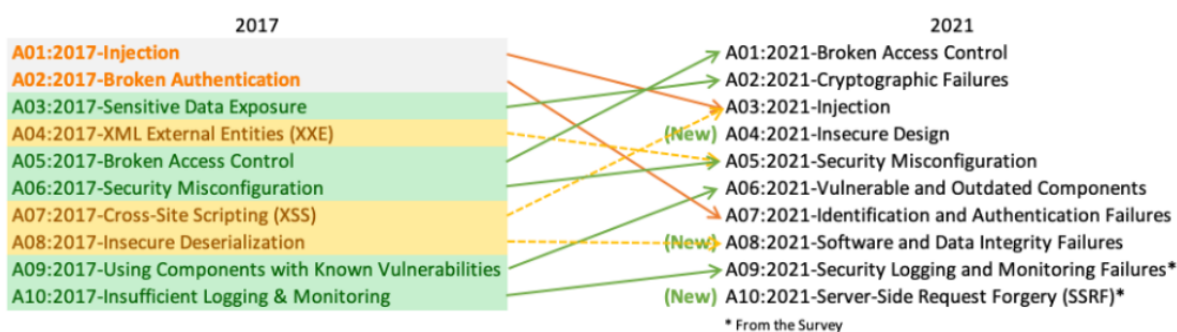 2017
A01:2017-Injection
A02:2017-Broken Authentication
A03:2017-Sensitive Data Exposure
A04:2017-XML External Entities (XXE)
A05:2017-Broken Access Control
A06:2017-Security Misconfiguration
A07:2017-Cross-Site Scripting (XSS)
A08:2017-Insecure Deserialization
A09:2017-Using Components with Known Vulnerabilities
A10:2017-Insufficient Logging & Monitoring
2021
A01:2021-Broken Access Control
A02:2021-Cryptographic Failures
A03:2021-Injection
(New) A04:2021-Insecure Design
A05:2021-Security Misconfiguration
A06:2021-Vulnerable and Outdated Components
A07:2021-Identification and Authentication Failures
(New) A08:2021-Software and Data Integrity Failures
A09:2021-Security Logging and Monitoring Failures*
(New) A10:2021-Server-Side Request Forgery (SSRF)*
* From the Survey